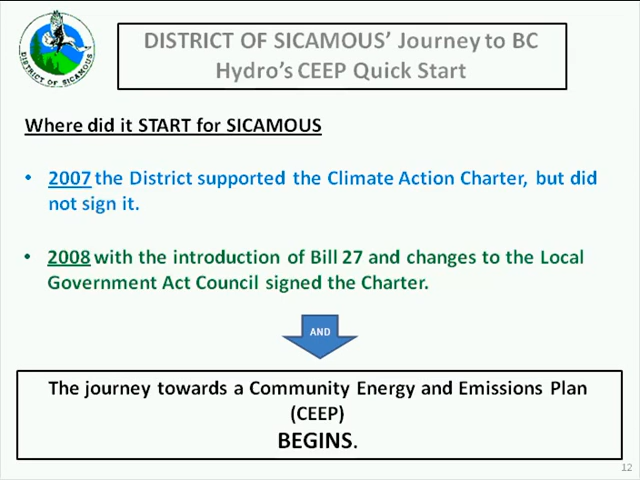 DISTRICT OF SICAMOUS
DISTRICT OF SICAMOUS’ Journey to BC
Hydro’s CEEP Quick Start
Where did it START for SICAMOUS
• 2007 the District supported the Climate Action Charter, but did
not sign it.
• 2008 with the introduction of Bill 27 and changes to the Local
Government Act Council signed the Charter.
AND
The journey towards a Community Energy and Emissions Plan
(CEEP)
BEGINS.
12